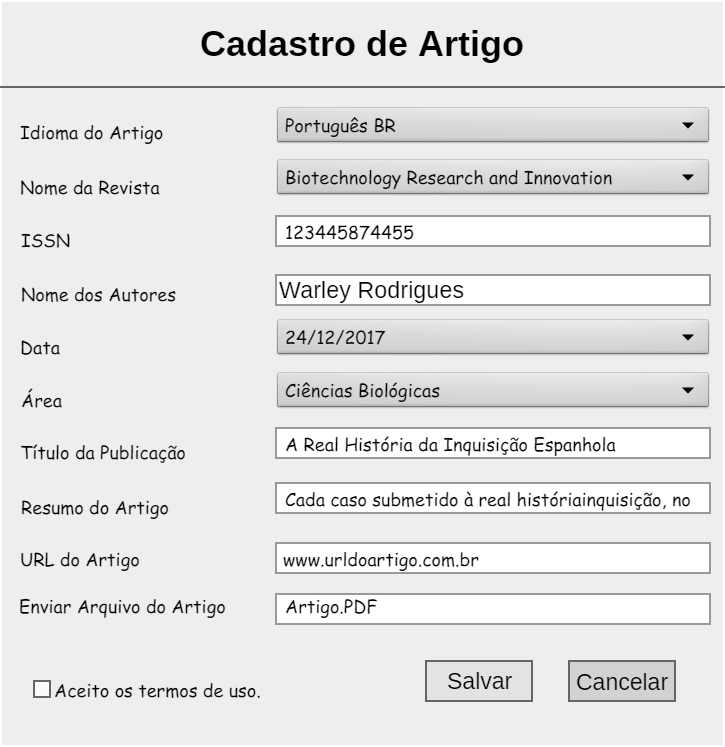 Cadastro de Artigo
Idioma do Artigo Português BR
Nome da Revista Biotechnology Research and Innovation
ISSN 123445874455
Nome dos Autores Warley Rodrigues
Data 24/12/2017
Área Ciências Biológicas
Título da Publicação A Real História da Inquisição Espanhola
Resumo do Artigo Cada caso submetido à real históriainquisição, no
URL do Artigo www.urldoartigo.com.br
Enviar Arquivo do Artigo Artigo.PDF
Aceito os termos de uso. Salvar Cancelar